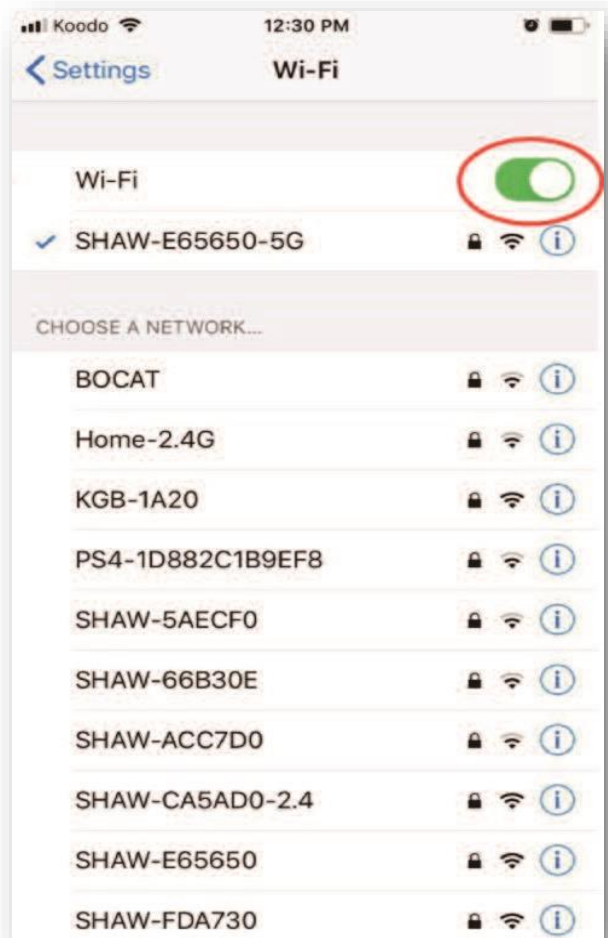 Koodo 12:30 PM
Settings Wi-Fi
Wi-Fi
SHAW-E65650-5G
CHOOSE A NETWORK...
BOCAT
Home-2.4G
KGB-1A20
PS4-1D882C1B9EF8
SHAW-5AECF0
SHAW-66B30E
SHAW-ACC7D0
SHAW-CA5AD0-2.4
SHAW-E65650
SHAW-FDA730